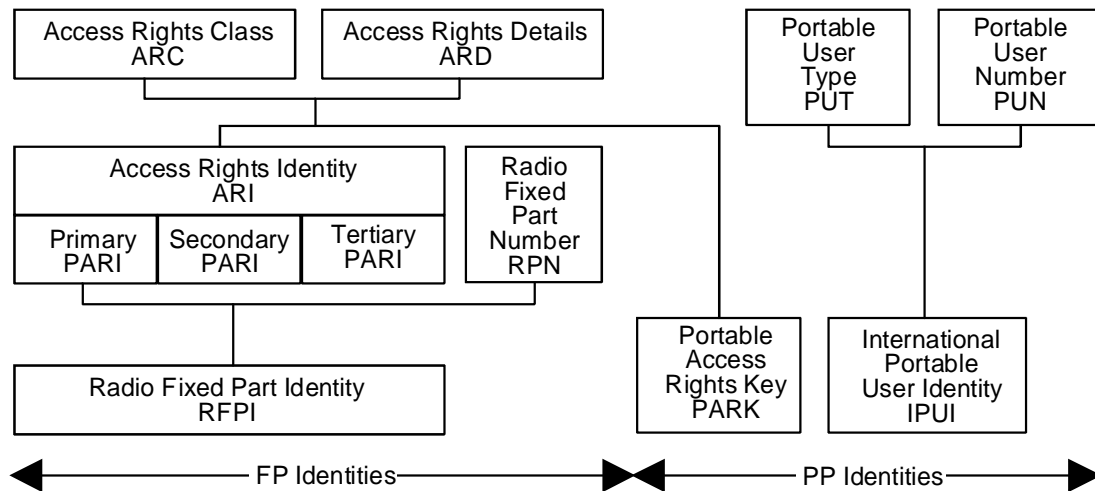 Access Rights Class
ARC
Access Rights Details
ARD
Portable
User
Type
PUT
Portable
User
Number
PUN
Access Rights Identity
ARI
Primary
PARI
Secondary
PARI
Tertiary
PARI
Radio
Fixed
Part
Number
RPN
Radio Fixed Part Identity
RFPI
Portable
Access
Rights Key
PARK
International
Portable
User Identity
IPUI
FP Identities
PP Identities